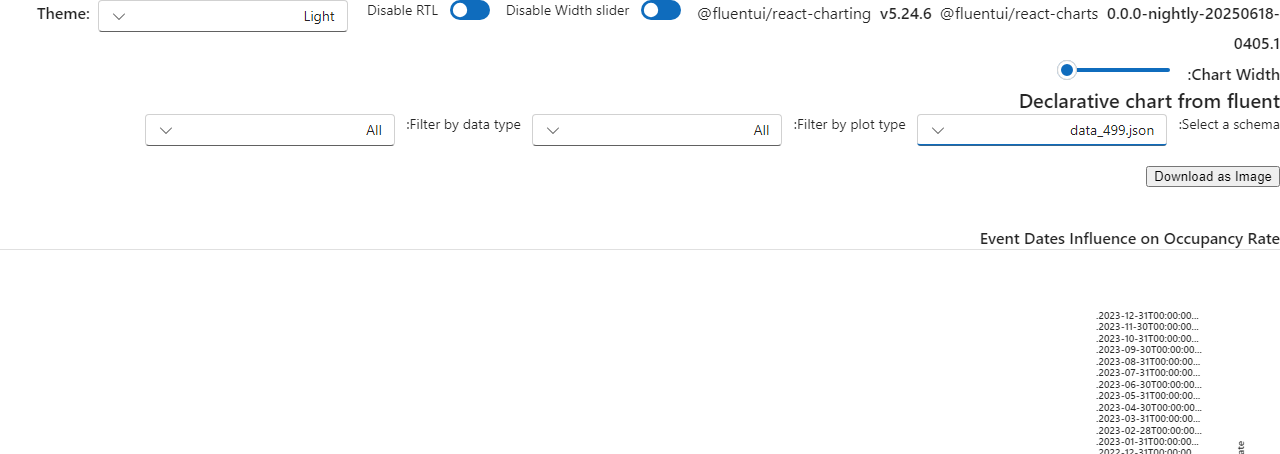 Theme: Light Disable RTL Disable Width slider @fluentui/react-charting v5.24.6 @fluentui/react-charts 0.0.0-nightly-20250618-
0405.1
:Chart Width
Declarative chart from fluent
:Select a schema data_499.json :Filter by plot type All :Filter by data type All
Download as Image
Event Dates Influence on Occupancy Rate
.2023-12-31T00:00:00...
.2023-11-30T00:00:00...
.2023-10-31T00:00:00...
.2023-09-30T00:00:00...
.2023-08-31T00:00:00...
.2023-07-31T00:00:00...
.2023-06-30T00:00:00...
.2023-05-31T00:00:00...
.2023-04-30T00:00:00...
.2023-03-31T00:00:00...
.2023-02-28T00:00:00...
.2023-01-31T00:00:00...
.2022-12-31T00:00:00...